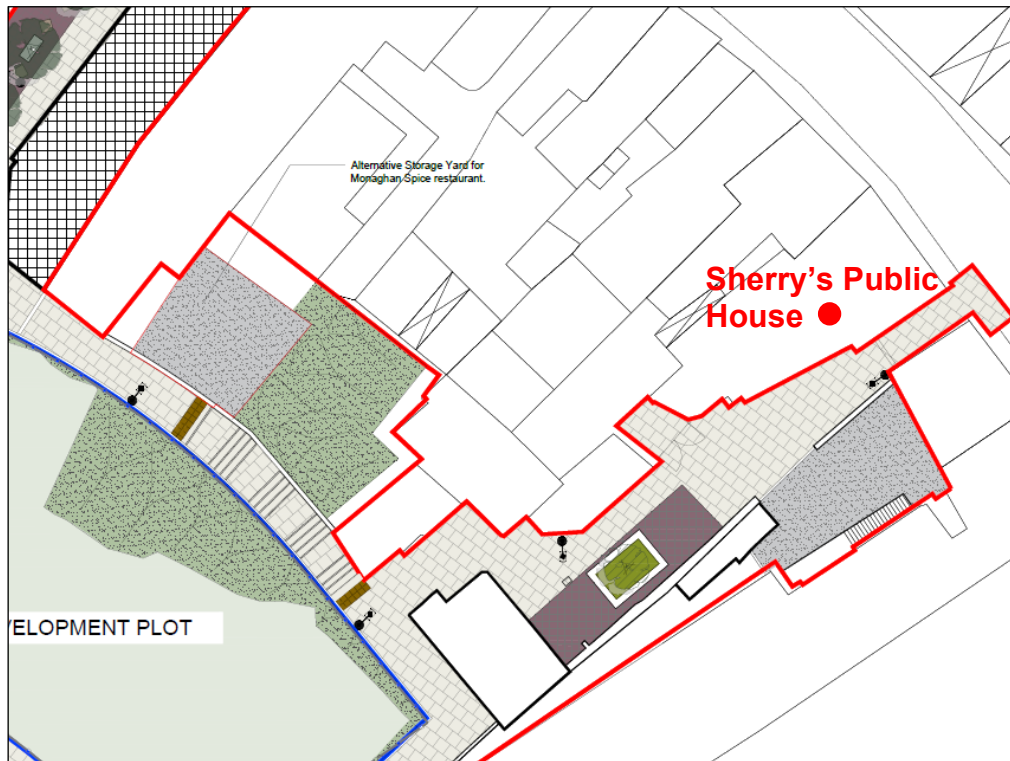 Alternative Storage Yard for
Monaghan Spice restaurant.
Sherry's Public
House
VELOPMENT PLOT